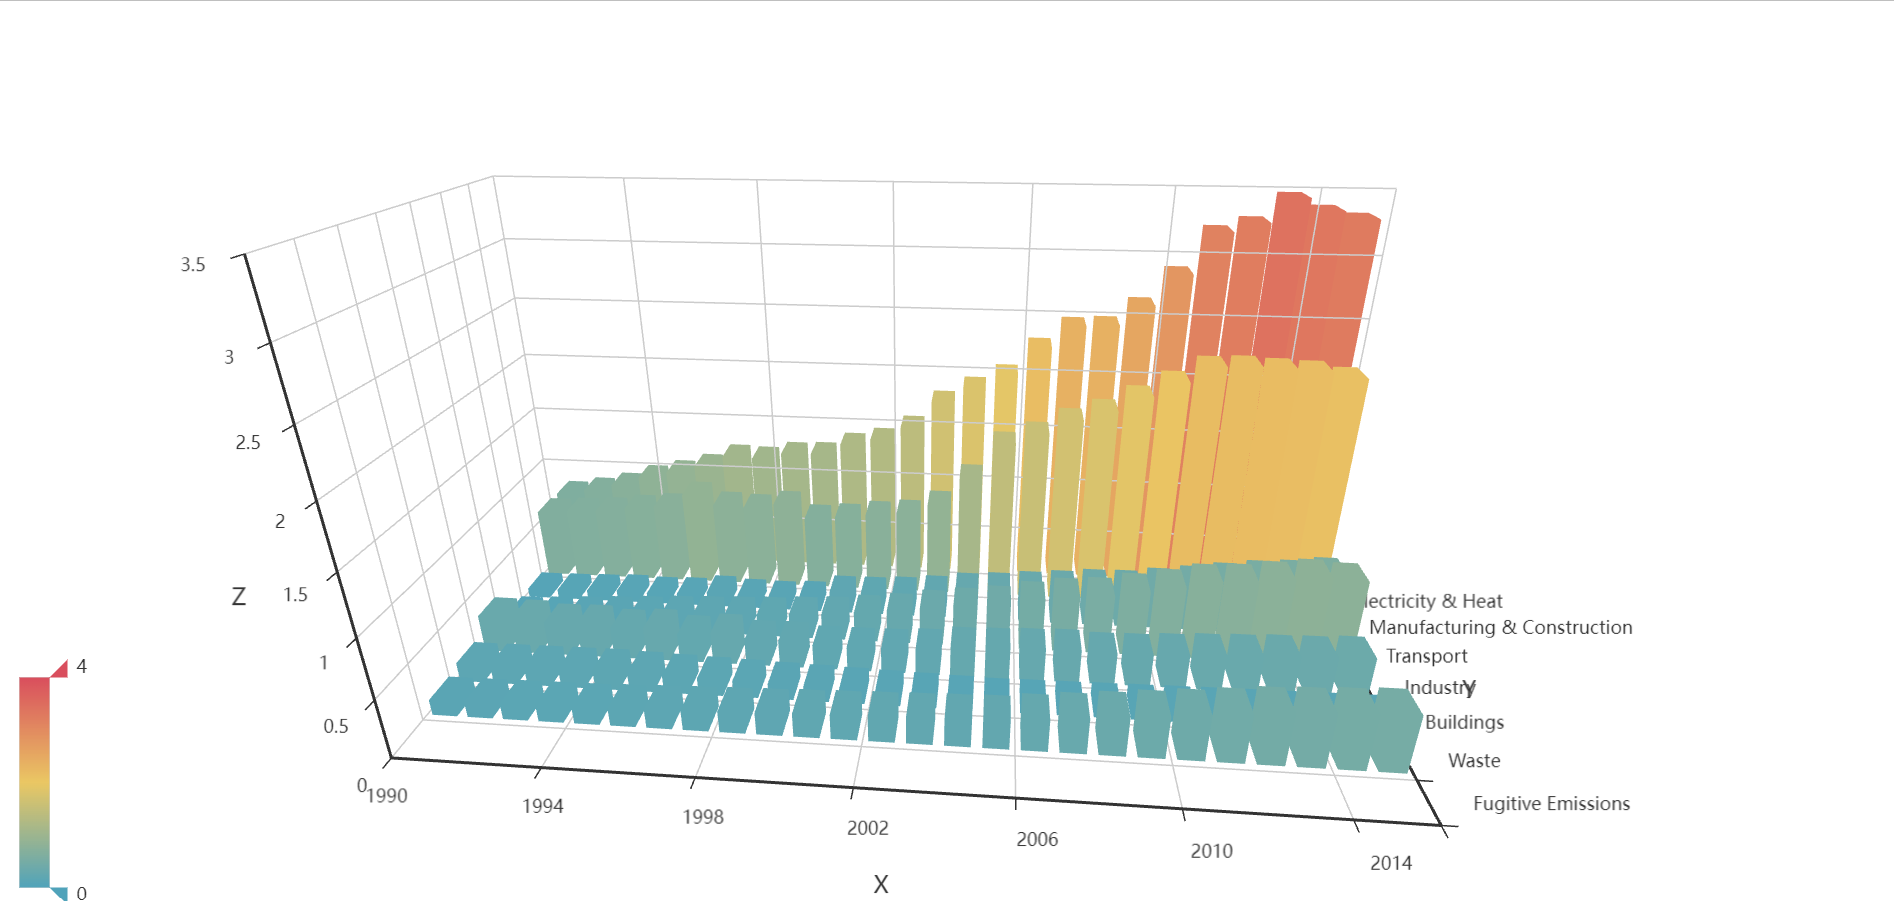 3.5
3
2.5
2
1.5
1
0.5
0
Z
1990
1994
1998
2002
2006
2010
2014
X
lectricity & Heat
Manufacturing & Construction
Transport
Industry
Y
Buildings
Waste
Fugitive Emissions
4
0